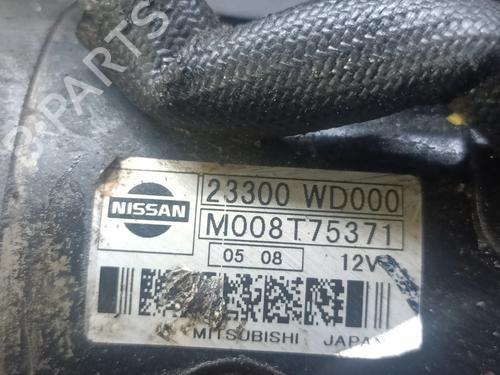 B-PARTS
23300 WD000
NISSAN
M008T75371
05 08
12V
MITSUBISHI JAPAN